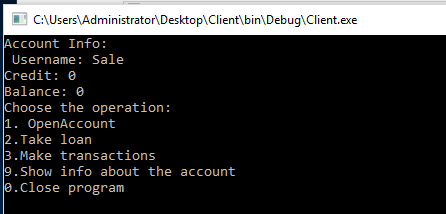 C:\Users\Administrator\Desktop\Client\bin\Debug\Client.exe
Account Info:
 Username: Sale
Credit: 0
Balance: 0
Choose the operation:
1. OpenAccount
2.Take loan
3.Make transactions
9.Show info about the account
0.Close program